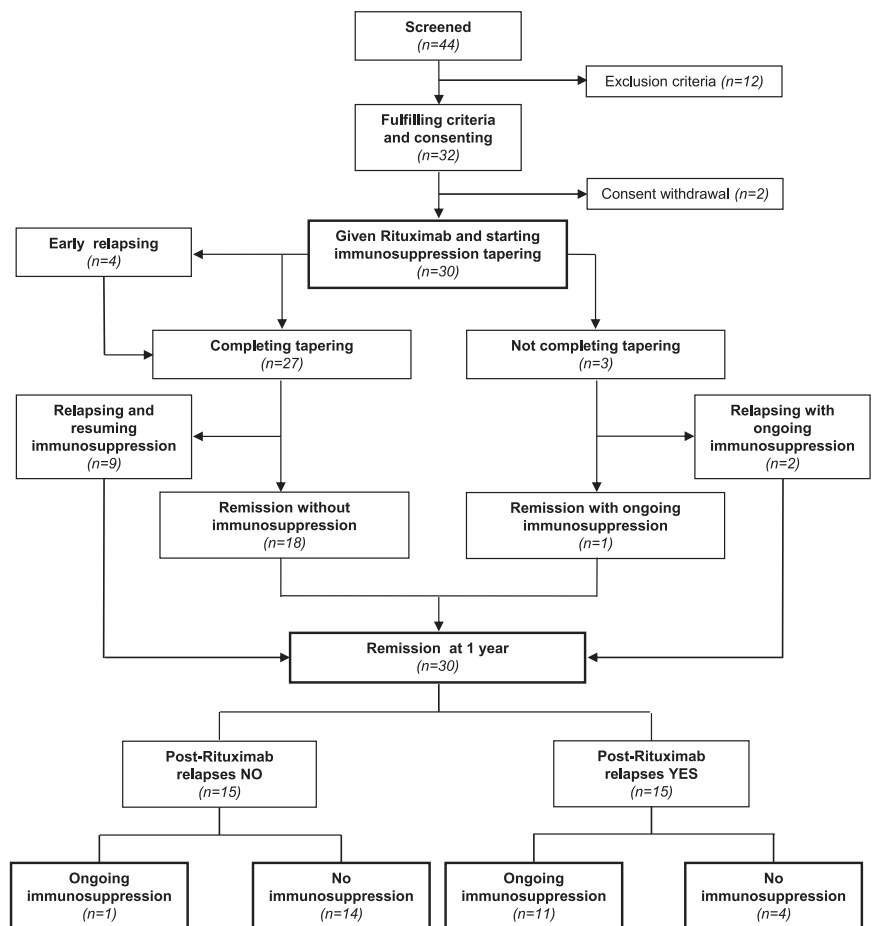 Screened
(n=44)
Exclusion criteria (n=12)
Fulfilling criteria
and consenting
(n=32)
Consent withdrawal (n=2)
Given Rituximab and starting
immunosuppression tapering
(n=30)
Early relapsing
(n=4)
Completing tapering
(n=27)
Not completing tapering
(n=3)
Relapsing and
resuming
immunosuppression
(n=9)
Relapsing with
ongoing
immunosuppression
(n=2)
Remission without
immunosuppression
(n=18)
Remission with ongoing
immunosuppression
(n=1)
Remission at 1 year
(n=30)
Post-Rituximab
relapses NO
(n=15)
Post-Rituximab
relapses YES
(n=15)
Ongoing
immunosuppression
(n=1)
No
immunosuppression
(n=14)
Ongoing
immunosuppression
(n=11)
No
immunosuppression
(n=4)